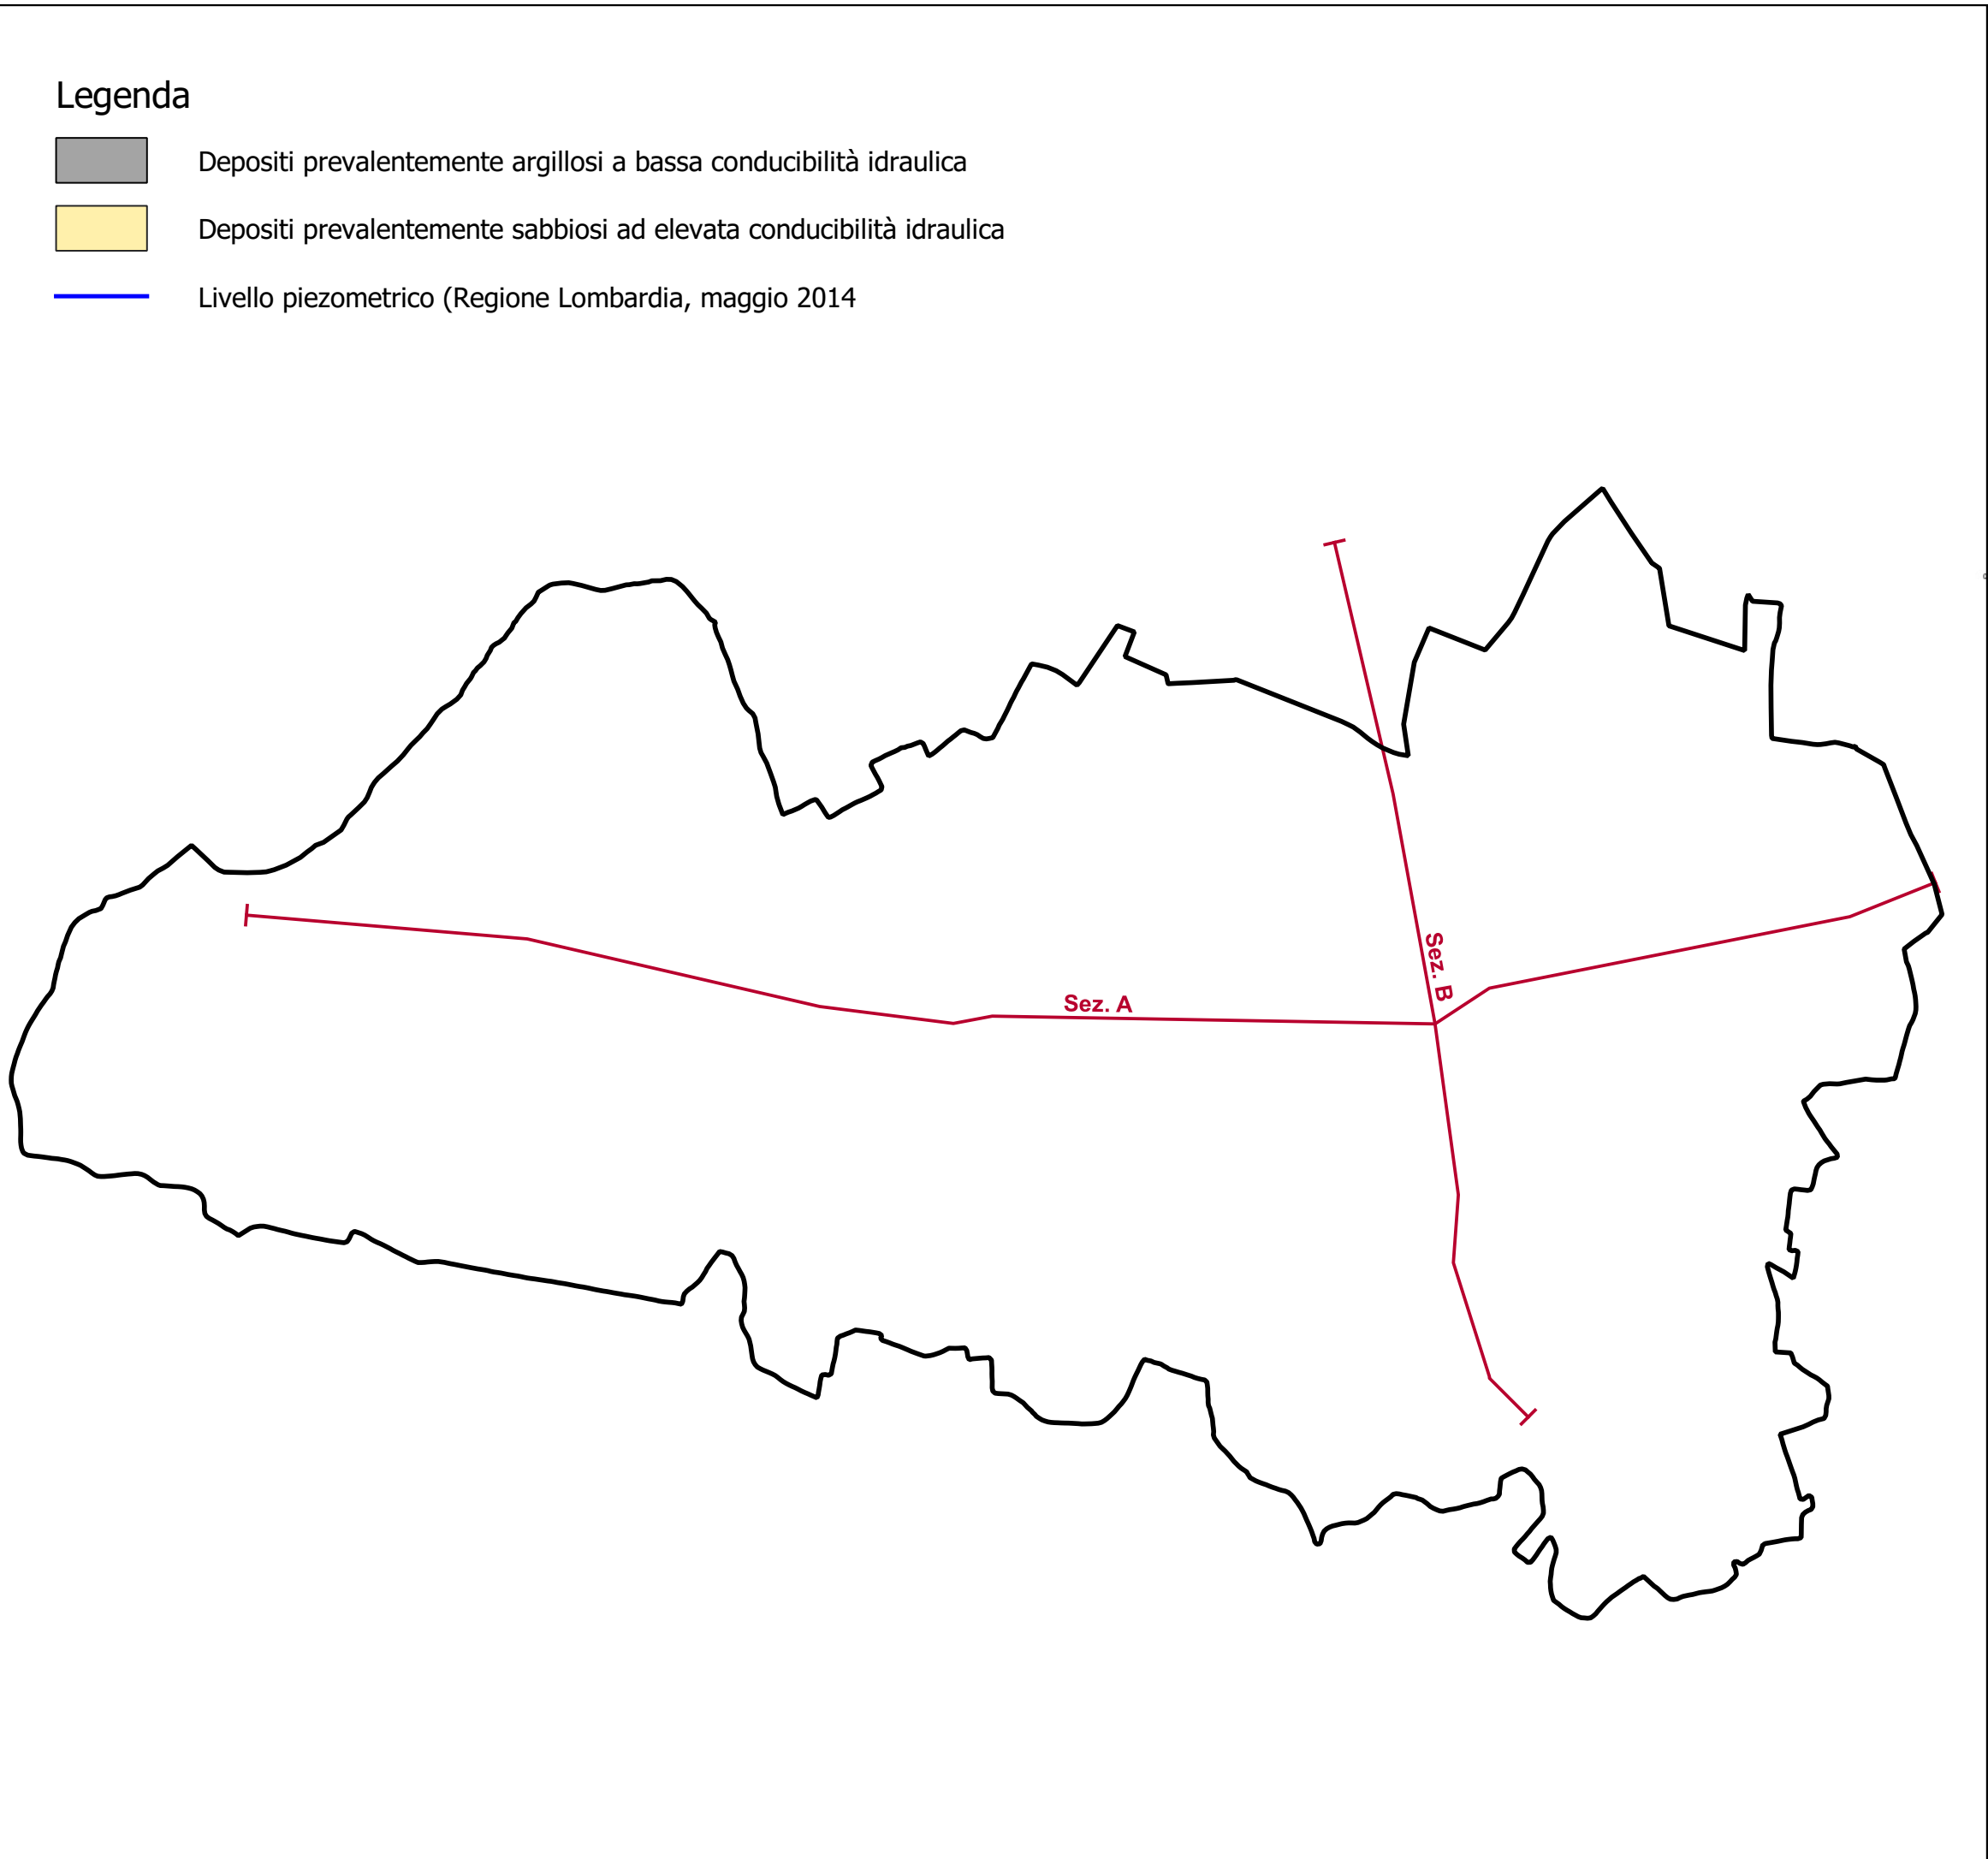 Legenda
Depositi prevalentemente argillosi a bassa conducibilità idraulica
Depositi prevalentemente sabbiosi ad elevata conducibilità idraulica
Livello piezometrico (Regione Lombardia, maggio 2014
Sez. B
Sez. A